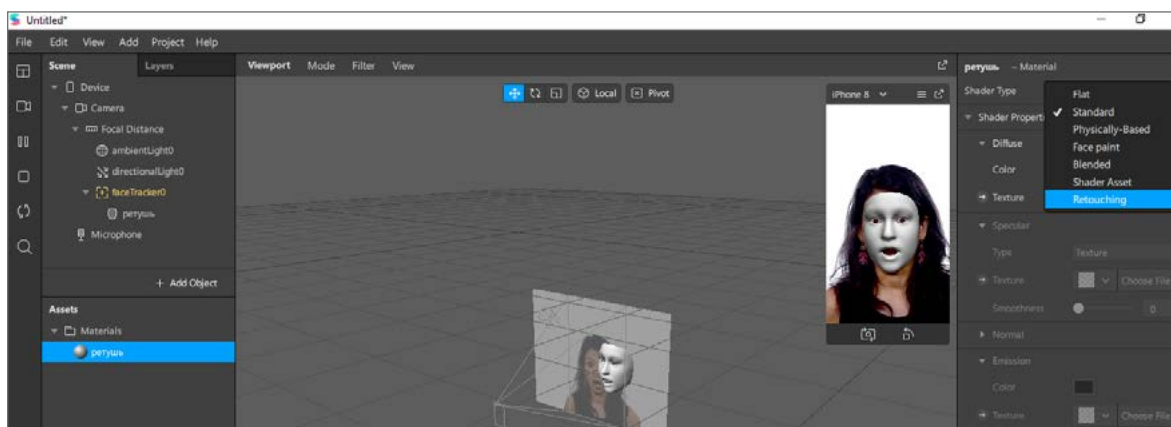 Untitled*
File Edit View Add Project Help
Scene Layers
Device
Camera
Focal Distance
ambientLight0
directionalLight0
faceTracker0
ретушь
Microphone
+ Add Object
Assets
Materials
ретушь
Viewport Mode Filter View
Local Pivot
iPhone 8
ретушь - Material
Shader Type
Flat
Standard
Physically-Based
Face paint
Blended
Shader Asset
Retouching
Shader Properti
Diffuse
Color
Texture
Specular
Type Texture
Texture Choose File
Smoothness 0
Normal
Emission
Color
Texture Choose File